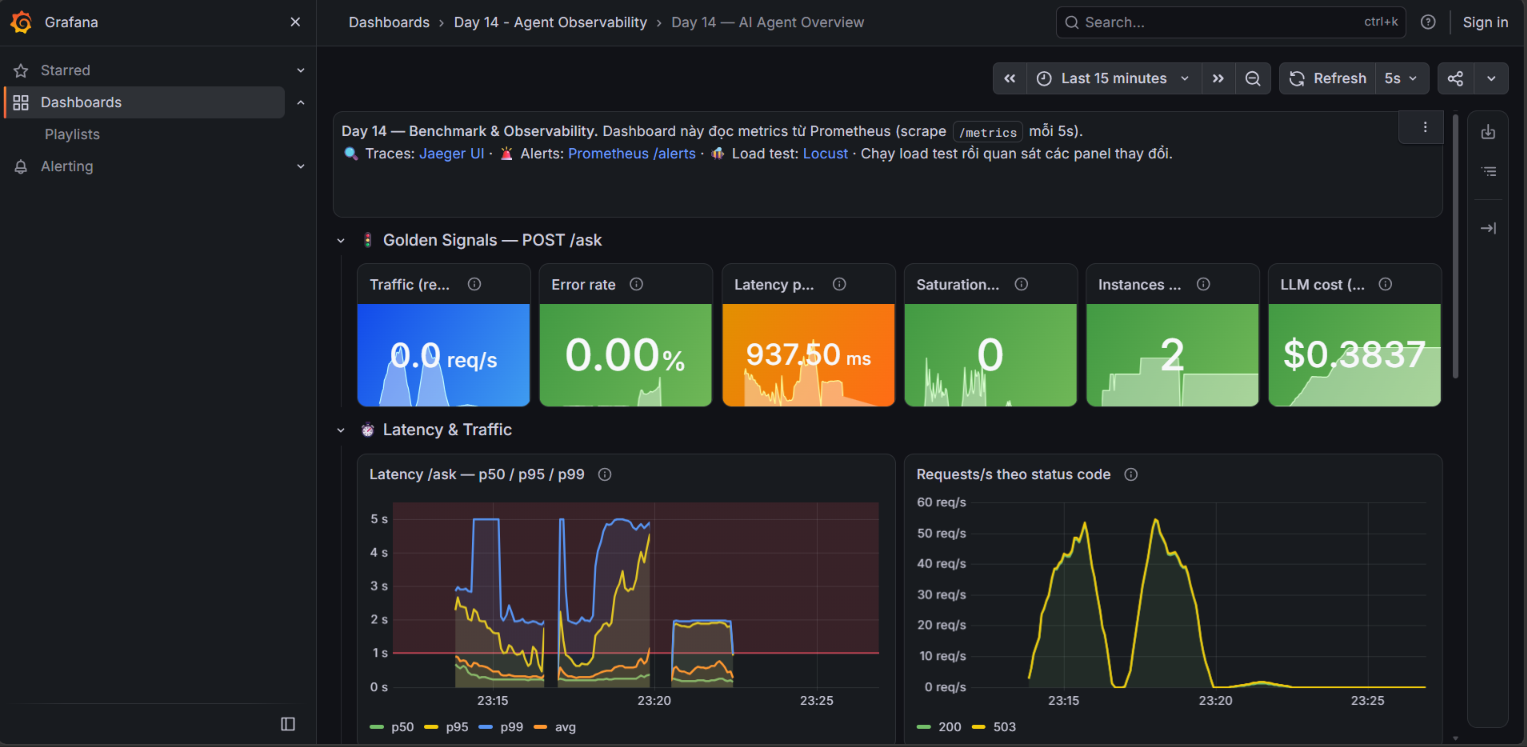 Grafana
Dashboards › Day 14 - Agent Observability › Day 14 — AI Agent Overview
Search... ctrl+k
Sign in
Starred
Dashboards
Playlists
Alerting
Last 15 minutes
Refresh 5s
Day 14 — Benchmark & Observability. Dashboard này đọc metrics từ Prometheus (scrape /metrics mỗi 5s).
Traces: Jaeger UI · Alerts: Prometheus /alerts · Load test: Locust · Chạy load test rồi quan sát các panel thay đổi.
Golden Signals — POST /ask
Traffic (re... Error rate Latency p... Saturation... Instances ... LLM cost (...
0.0 req/s 0.00% 937.50 ms 0 2 $0.3837
Latency & Traffic
Latency /ask — p50 / p95 / p99
5 s
4 s
3 s
2 s
1 s
0 s
23:15 23:20 23:25
p50 p95 p99 avg
Requests/s theo status code
60 req/s
50 req/s
40 req/s
30 req/s
20 req/s
10 req/s
0 req/s
23:15 23:20 23:25
200 503